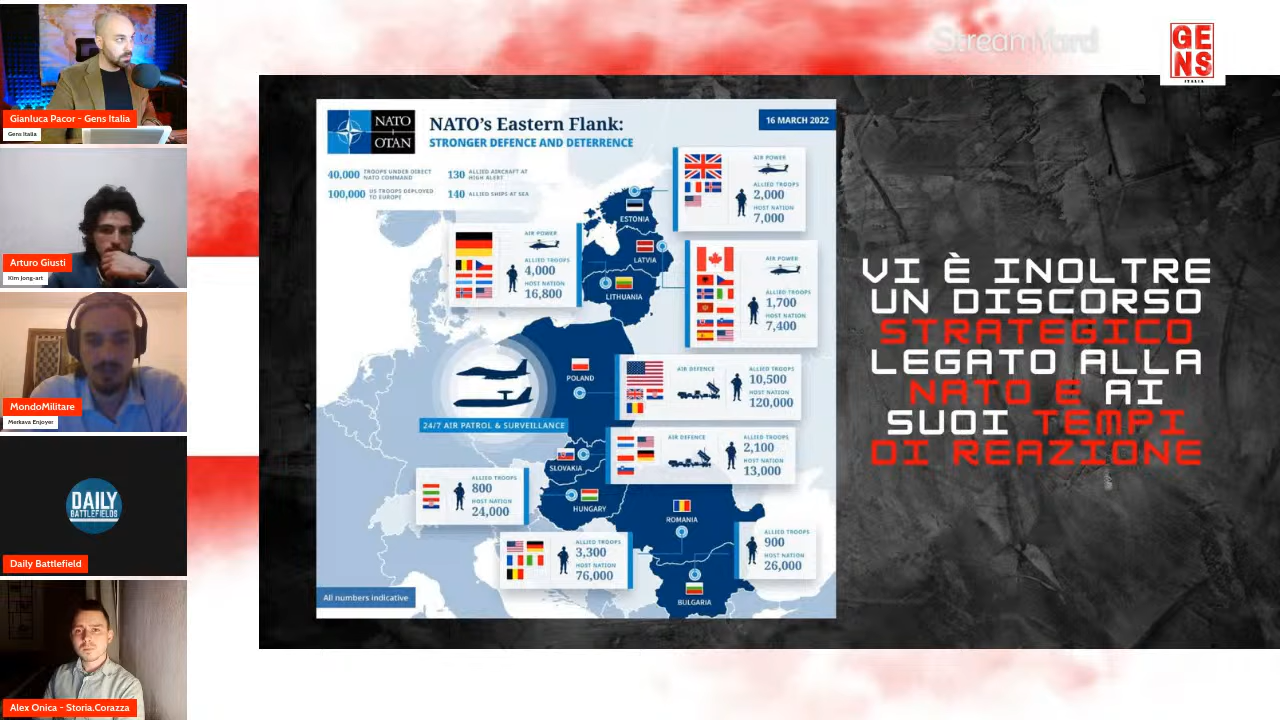 Gianluca Pacor - Gens Italia
Gens Italia
Arturo Giusti
Kim Jong-art
MondoMilitare
Merkava Enjoyer
DAILY
BATTLEFIELDS
Daily Battlefield
Alex Onica - Storia.Corazza
StreamYard
GE
NS
ITALIA
NATO
OTAN
NATO's Eastern Flank:
STRONGER DEFENCE AND DETERRENCE
16 MARCH 2022
40,000 TROOPS UNDER DIRECT NATO COMMAND
130 ALLIED AIRCRAFT AT HIGH ALERT
100,000 US TROOPS DEPLOYED TO EUROPE
140 ALLIED SHIPS AT SEA
AIR POWER
ALLIED TROOPS
2,000
HOST NATION
7,000
ESTONIA
AIR POWER
ALLIED TROOPS
4,000
HOST NATION
16,800
LATVIA
LITHUANIA
AIR POWER
ALLIED TROOPS
1,700
HOST NATION
7,400
POLAND
AIR DEFENCE
ALLIED TROOPS
10,500
HOST NATION
120,000
24/7 AIR PATROL & SURVEILLANCE
SLOVAKIA
AIR DEFENCE
ALLIED TROOPS
2,100
HOST NATION
13,000
ALLIED TROOPS
800
HOST NATION
24,000
HUNGARY
ROMANIA
ALLIED TROOPS
3,300
HOST NATION
76,000
ALLIED TROOPS
900
HOST NATION
26,000
BULGARIA
All numbers indicative
VI È INOLTRE
UN DISCORSO
STRATEGICO
LEGATO ALLA
NATO E AI
SUOI TEMPI
DI REAZIONE